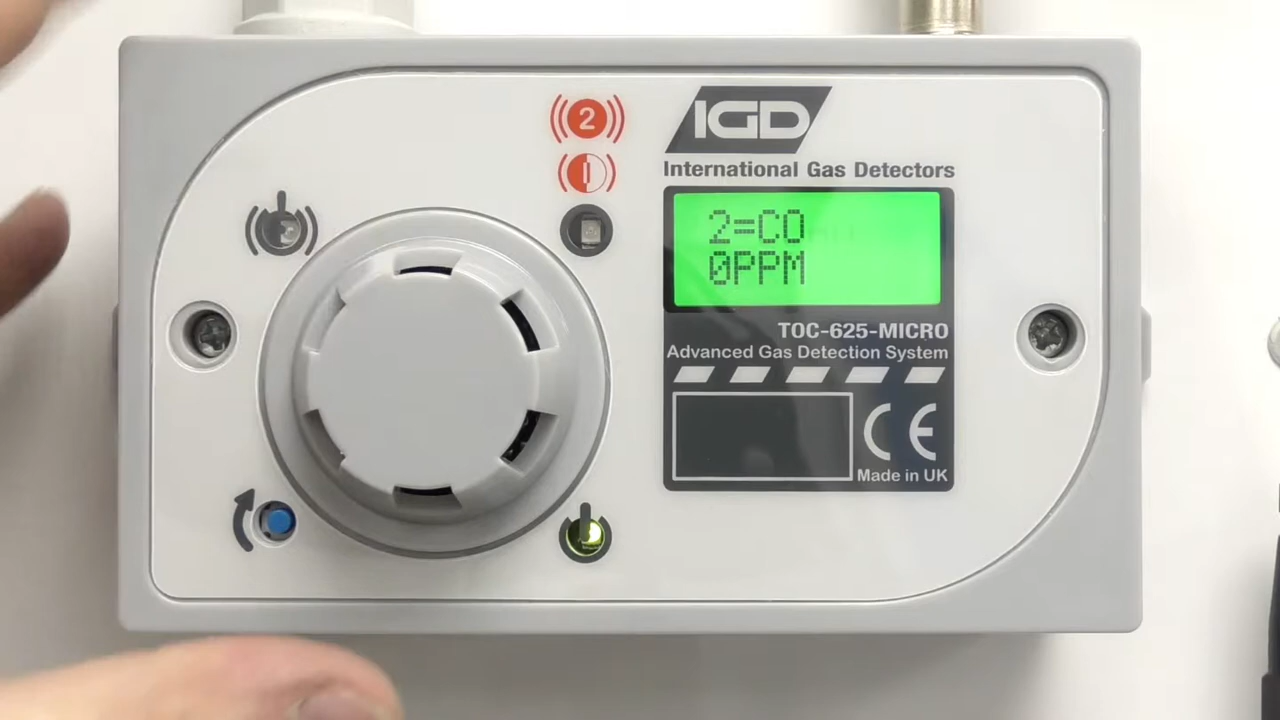 2
IGD
International Gas Detectors
2=CO
0PPM
TOC-625-MICRO
Advanced Gas Detection System
CE
Made in UK